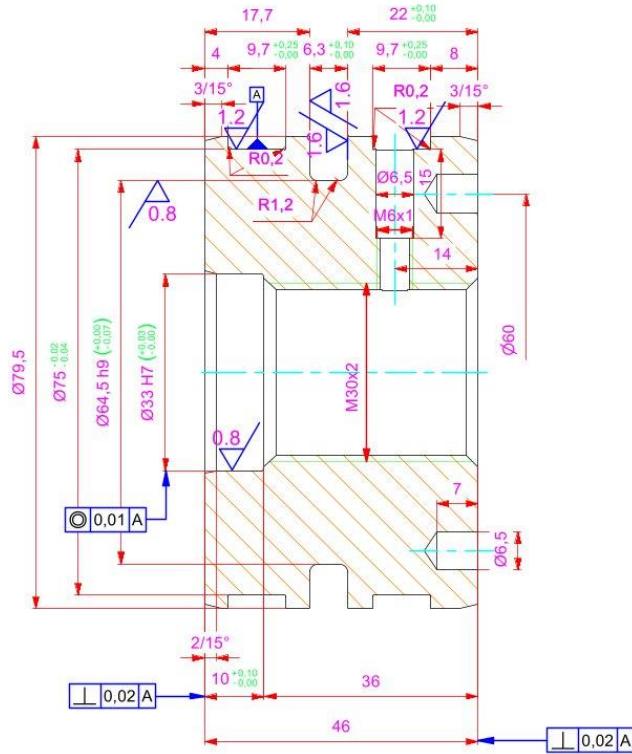 17,7
22 +0,10 -0,00
4
9,7 +0,25 -0,00
6,3 +0,10 -0,00
9,7 +0,25 -0,00
8
3/15°
A
1.6
R0,2
3/15°
1.2
1.6
1.2
R0,2
Ø6,5
15
0.8
R1,2
M6x1
14
Ø79,5
Ø75 -0,02 -0,04
Ø64,5 h9 (+0,00 -0,07)
Ø33 H7 (+0,03 -0,00)
M30x2
Ø60
0.8
7
0,01 A
Ø6,5
2/15°
10 +0,10 -0,00
36
⊥ 0,02 A
46
⊥ 0,02 A